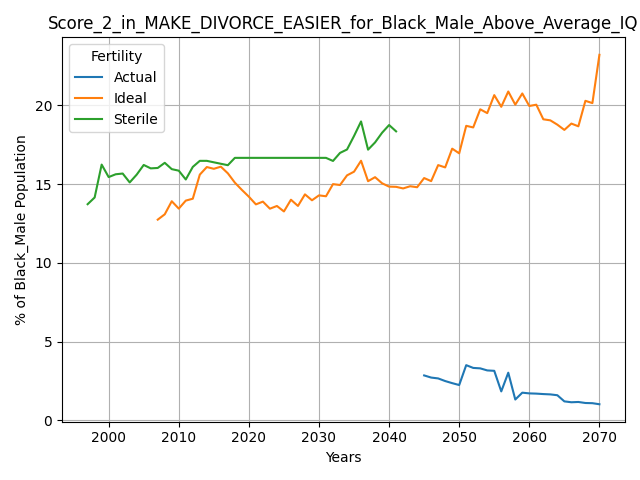 Score_2_in_MAKE_DIVORCE_EASIER_for_Black_Male_Above_Average_IQ
Fertility
Actual
Ideal
Sterile
% of Black_Male Population
20
15
10
5
0
2000 2010 2020 2030 2040 2050 2060 2070
Years